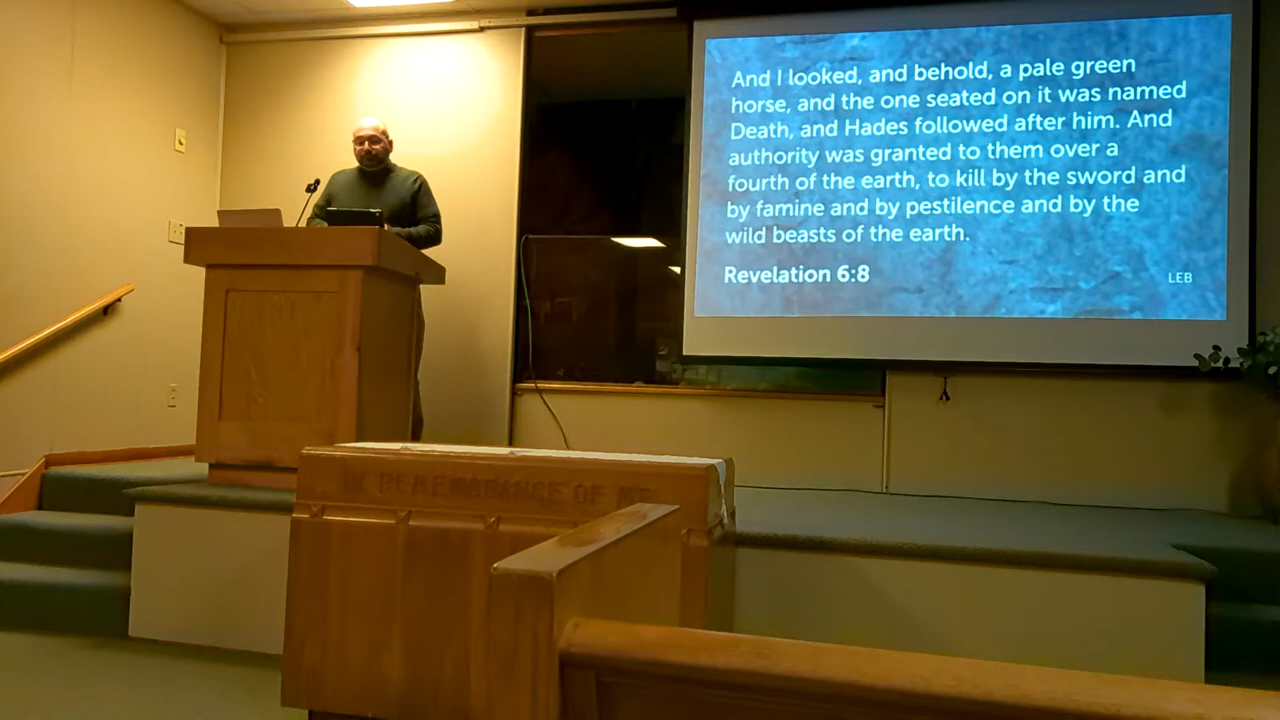 And I looked, and behold, a pale green
horse, and the one seated on it was named
Death, and Hades followed after him. And
authority was granted to them over a
fourth of the earth, to kill by the sword and
by famine and by pestilence and by the
wild beasts of the earth.
Revelation 6:8
LEB
IN REMEMBRANCE OF ME